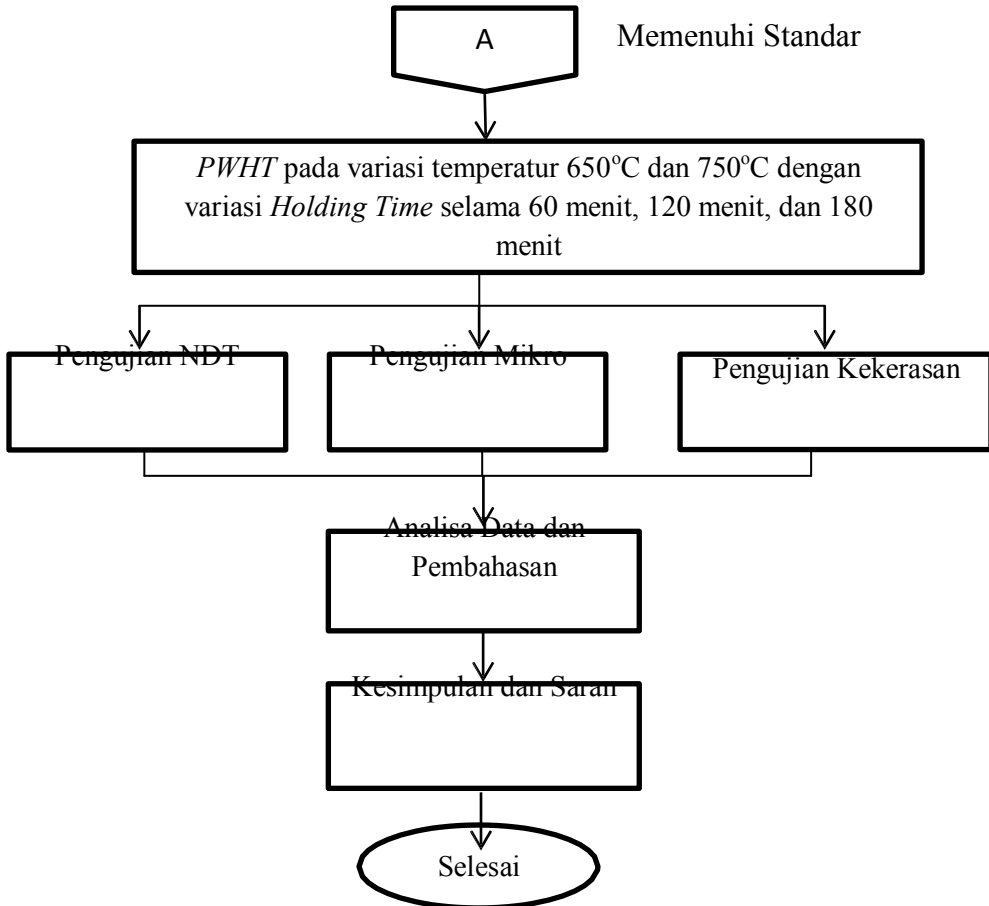 A
Memenuhi Standar
PWHT pada variasi temperatur 650°C dan 750°C dengan
variasi Holding Time selama 60 menit, 120 menit, dan 180
menit
Pengujian NDT
Pengujian Mikro
Pengujian Kekerasan
Analisa Data dan
Pembahasan
Kesimpulan dan Saran
Selesai